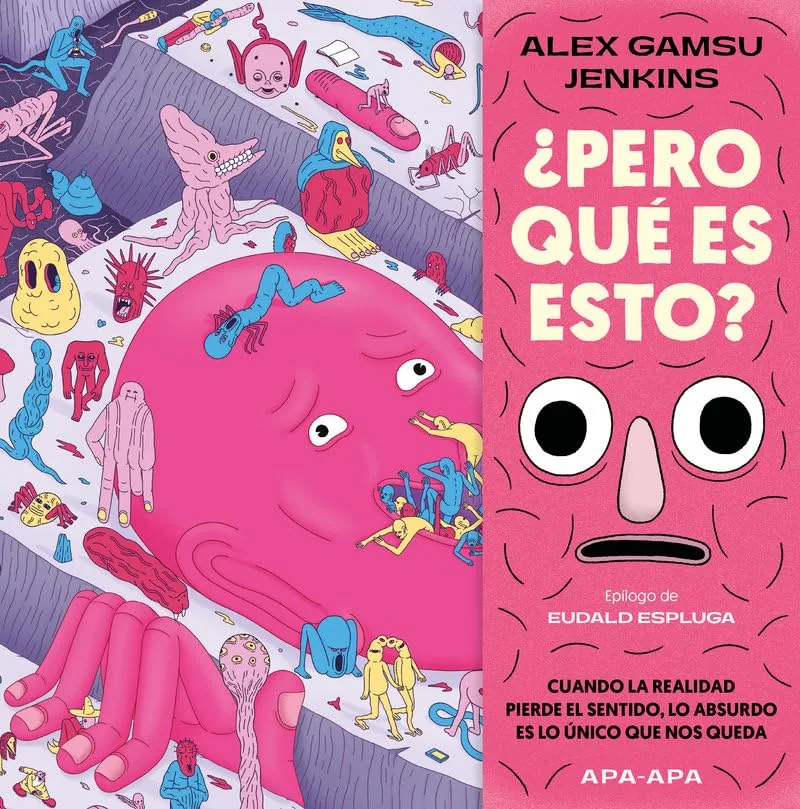 ALEX GAMSU
JENKINS
¿PERO
QUÉ ES
ESTO?
Epílogo de
EUDALD ESPLUGA
CUANDO LA REALIDAD
PIERDE EL SENTIDO, LO ABSURDO
ES LO ÚNICO QUE NOS QUEDA
APA-APA